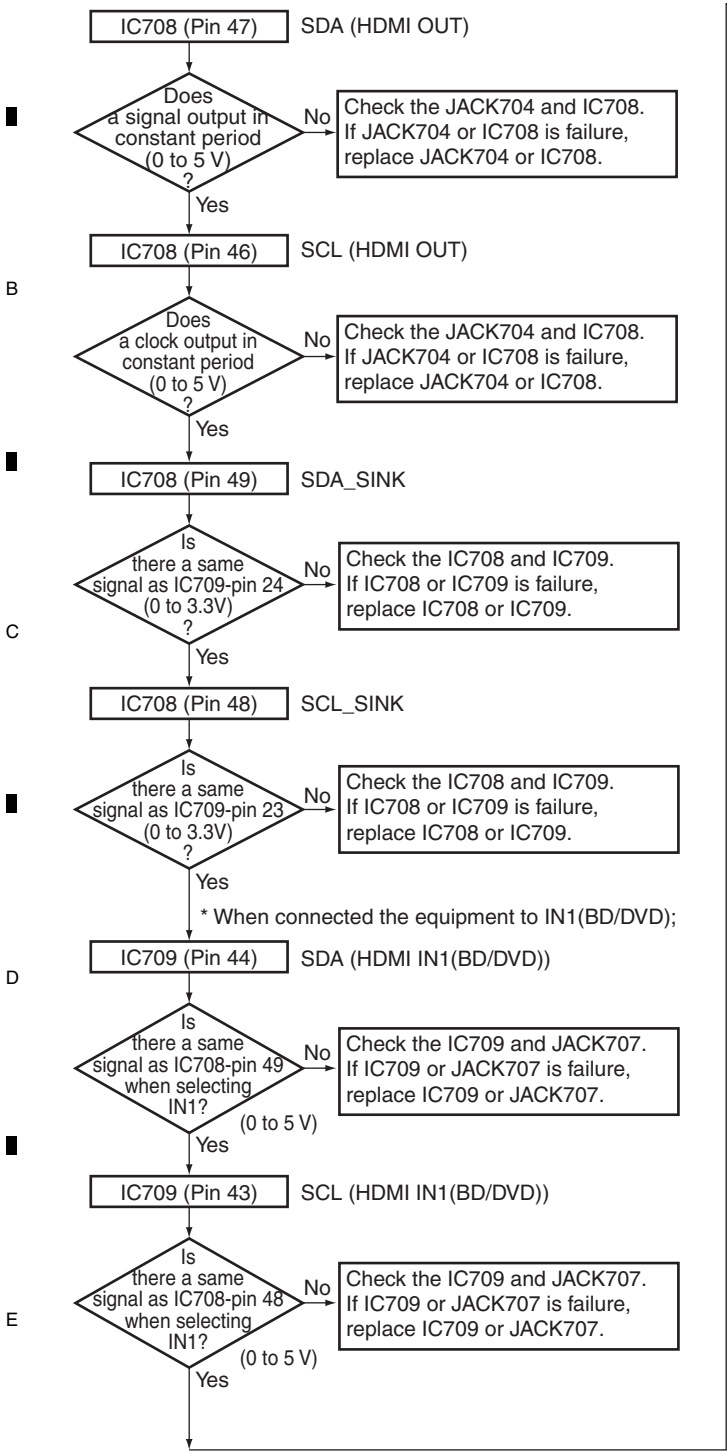 IC708 (Pin 47) SDA (HDMI OUT)
Does
a signal output in
constant period
(0 to 5 V)
?
No
Check the JACK704 and IC708.
If JACK704 or IC708 is failure,
replace JACK704 or IC708.
Yes
IC708 (Pin 46) SCL (HDMI OUT)
B
Does
a clock output in
constant period
(0 to 5 V)
?
No
Check the JACK704 and IC708.
If JACK704 or IC708 is failure,
replace JACK704 or IC708.
Yes
IC708 (Pin 49) SDA_SINK
Is
there a same
signal as IC709-pin 24
(0 to 3.3V)
?
No
Check the IC708 and IC709.
If IC708 or IC709 is failure,
replace IC708 or IC709.
C
Yes
IC708 (Pin 48) SCL_SINK
Is
there a same
signal as IC709-pin 23
(0 to 3.3V)
?
No
Check the IC708 and IC709.
If IC708 or IC709 is failure,
replace IC708 or IC709.
Yes
* When connected the equipment to IN1(BD/DVD);
IC709 (Pin 44) SDA (HDMI IN1(BD/DVD))
D
Is
there a same
signal as IC708-pin 49
when selecting
IN1?
(0 to 5 V)
No
Check the IC709 and JACK707.
If IC709 or JACK707 is failure,
replace IC709 or JACK707.
Yes
IC709 (Pin 43) SCL (HDMI IN1(BD/DVD))
Is
there a same
signal as IC708-pin 48
when selecting
IN1?
(0 to 5 V)
No
Check the IC709 and JACK707.
If IC709 or JACK707 is failure,
replace IC709 or JACK707.
E
Yes